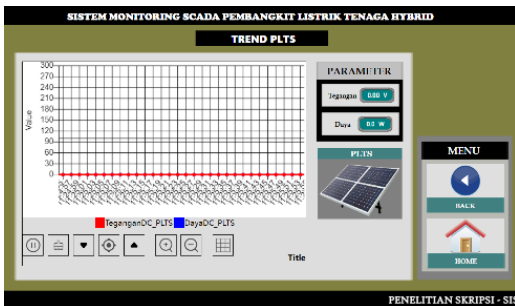 SISTEM MONITORING SCADA PEMBANGKIT LISTRIK TENAGA HYBRID
TREND PLTS
300
270
240
210
180
150
120
90
60
30
0
Value
TeganganDC_PLTS DayaDC_PLTS
Title
PARAMETER
Tegangan 0.00 V
Daya 0.0 W
PLTS
MENU
BACK
HOME
PENELITIAN SKRIPSI - SIS